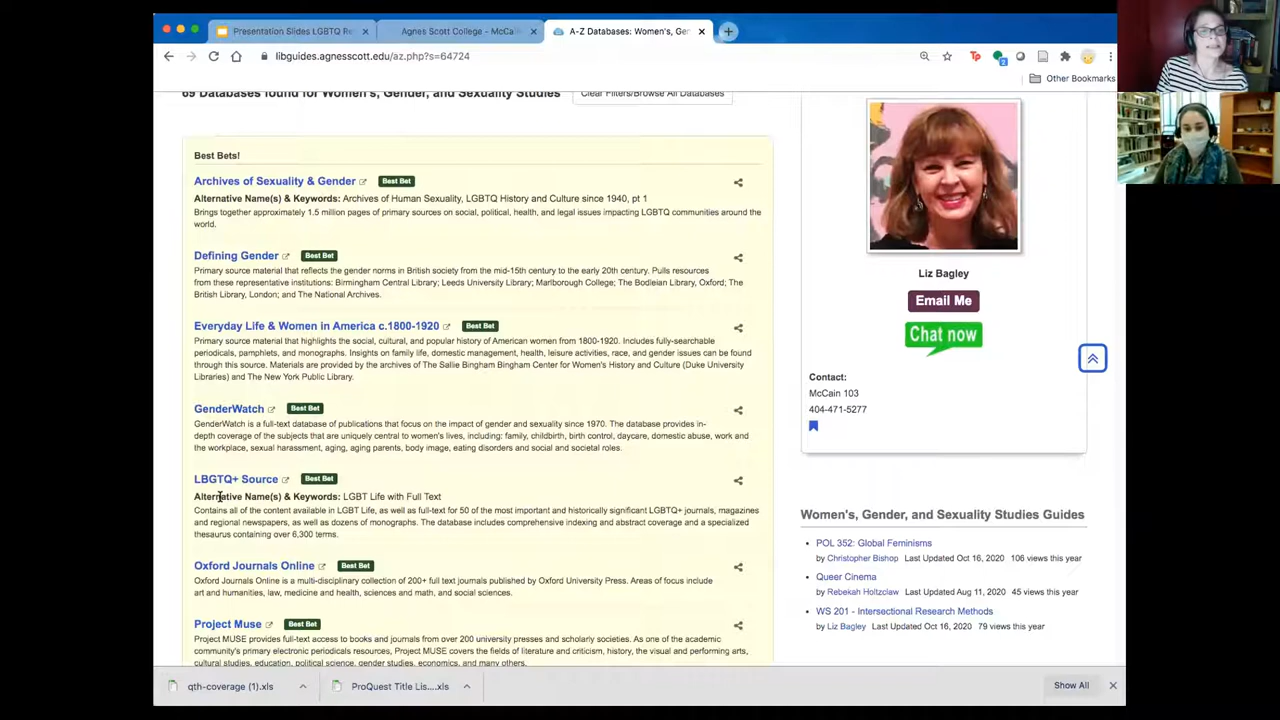 Presentation Slides LGBTQ Re
Agnes Scott College - McCa
A-Z Databases: Women's, Ger
libguides.agnesscott.edu/az.php?s=64724
Other Bookmarks
69 Databases found for Women's, Gender, and Sexuality Studies
Clear Filters/Browse All Databases
Best Bets!
Archives of Sexuality & Gender Best Bet
Alternative Name(s) & Keywords: Archives of Human Sexuality, LGBTQ History and Culture since 1940, pt 1
Brings together approximately 1.5 million pages of primary sources on social, political, health, and legal issues impacting LGBTQ communities around the
world.
Defining Gender Best Bet
Primary source material that reflects the gender norms in British society from the mid-15th century to the early 20th century. Pulls resources
from these representative institutions: Birmingham Central Library; Leeds University Library; Marlborough College; The Bodleian Library, Oxford; The
British Library, London; and The National Archives.
Everyday Life & Women in America c.1800-1920 Best Bet
Primary source material that highlights the social, cultural, and popular history of American women from 1800-1920. Includes fully-searchable
periodicals, pamphlets, and monographs. Insights on family life, domestic management, health, leisure activities, race, and gender issues can be found
through this source. Materials are provided by the archives of The Sallie Bingham Bingham Center for Women's History and Culture (Duke University
Libraries) and The New York Public Library.
GenderWatch Best Bet
GenderWatch is a full-text database of publications that focus on the impact of gender and sexuality since 1970. The database provides in-
depth coverage of the subjects that are uniquely central to women's lives, including: family, childbirth, birth control, daycare, domestic abuse, work and
the workplace, sexual harassment, aging, aging parents, body image, eating disorders and social and societal roles.
LBGTQ+ Source Best Bet
Alternative Name(s) & Keywords: LGBT Life with Full Text
Contains all of the content available in LGBT Life, as well as full-text for 50 of the most important and historically significant LGBTQ+ journals, magazines
and regional newspapers, as well as dozens of monographs. The database includes comprehensive indexing and abstract coverage and a specialized
thesaurus containing over 6,300 terms.
Oxford Journals Online Best Bet
Oxford Journals Online is a multi-disciplinary collection of 200+ full text journals published by Oxford University Press. Areas of focus include
art and humanities, law, medicine and health, sciences and math, and social sciences.
Project Muse Best Bet
Project MUSE provides full-text access to books and journals from over 200 university presses and scholarly societies. As one of the academic
community's primary electronic periodicals resources, Project MUSE covers the fields of literature and criticism, history, the visual and performing arts,
cultural studies, education, political science, gender studies, economics, and many others.
Liz Bagley
Email Me
Chat now
Contact:
McCain 103
404-471-5277
Women's, Gender, and Sexuality Studies Guides
POL 352: Global Feminisms
by Christopher Bishop Last Updated Oct 16, 2020 106 views this year
Queer Cinema
by Rebekah Holtzclaw Last Updated Aug 11, 2020 45 views this year
WS 201 - Intersectional Research Methods
by Liz Bagley Last Updated Oct 16, 2020 79 views this year
qth-coverage (1).xls
ProQuest Title Lis....xls
Show All